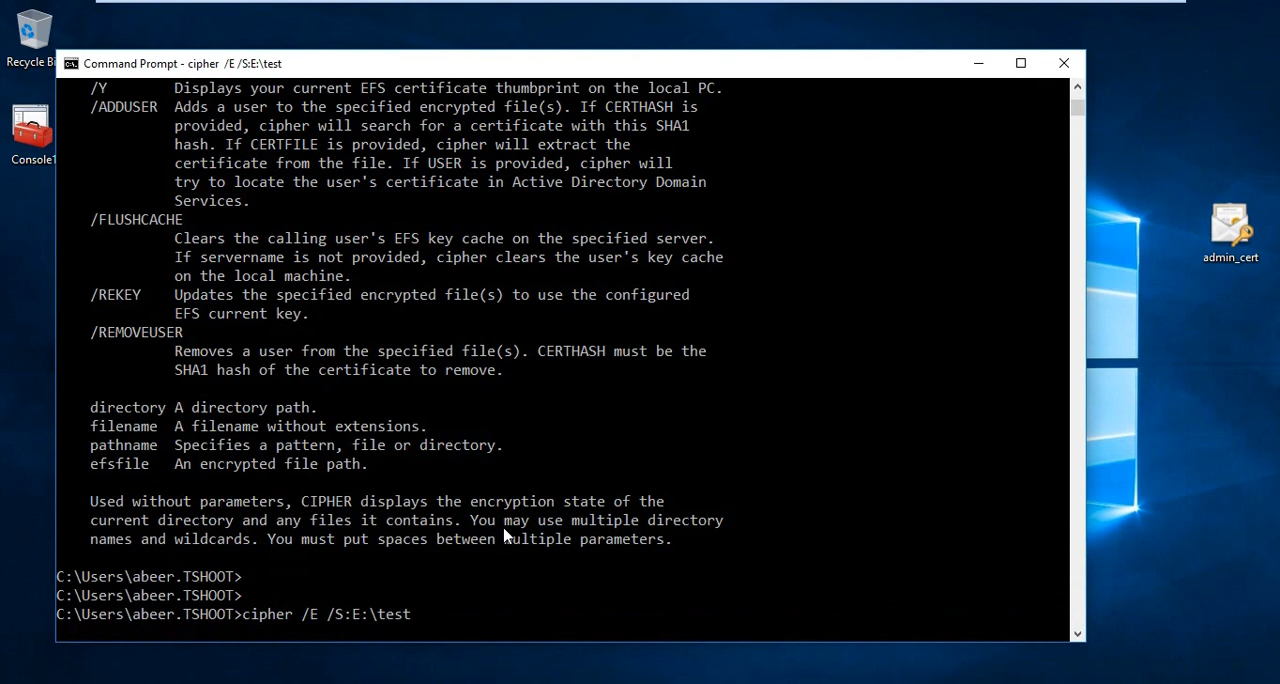 Recycle Bi
Console1
admin_cert
Command Prompt - cipher /E /S:E:\test
/Y Displays your current EFS certificate thumbprint on the local PC.
/ADDUSER Adds a user to the specified encrypted file(s). If CERTHASH is
provided, cipher will search for a certificate with this SHA1
hash. If CERTFILE is provided, cipher will extract the
certificate from the file. If USER is provided, cipher will
try to locate the user's certificate in Active Directory Domain
Services.
/FLUSHCACHE
Clears the calling user's EFS key cache on the specified server.
If servername is not provided, cipher clears the user's key cache
on the local machine.
/REKEY Updates the specified encrypted file(s) to use the configured
EFS current key.
/REMOVEUSER
Removes a user from the specified file(s). CERTHASH must be the
SHA1 hash of the certificate to remove.
directory A directory path.
filename A filename without extensions.
pathname Specifies a pattern, file or directory.
efsfile An encrypted file path.
Used without parameters, CIPHER displays the encryption state of the
current directory and any files it contains. You may use multiple directory
names and wildcards. You must put spaces between multiple parameters.
C:\Users\abeer.TSHOOT>
C:\Users\abeer.TSHOOT>
C:\Users\abeer.TSHOOT>cipher /E /S:E:\test